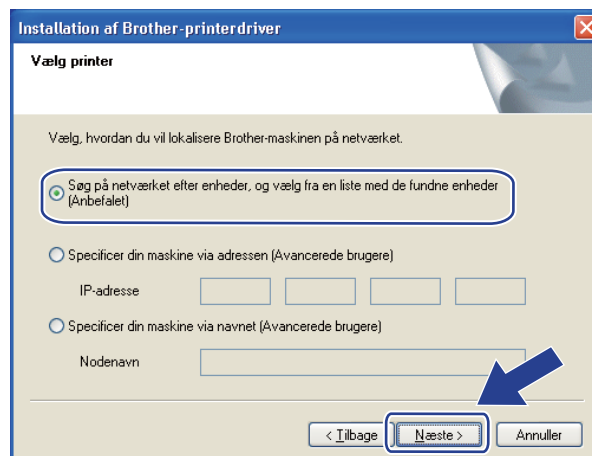 Installation af Brother-printerdriver
Vælg printer
Vælg, hvordan du vil lokalisere Brother-maskinen på netværket.
Søg på netværket efter enheder, og vælg fra en liste med de fundne enheder
(Anbefalet)
Specificer din maskine via adressen (Avancerede brugere)
IP-adresse
Specificer din maskine via navnet (Avancerede brugere)
Nodenavn
< Tilbage Næste > Annuller